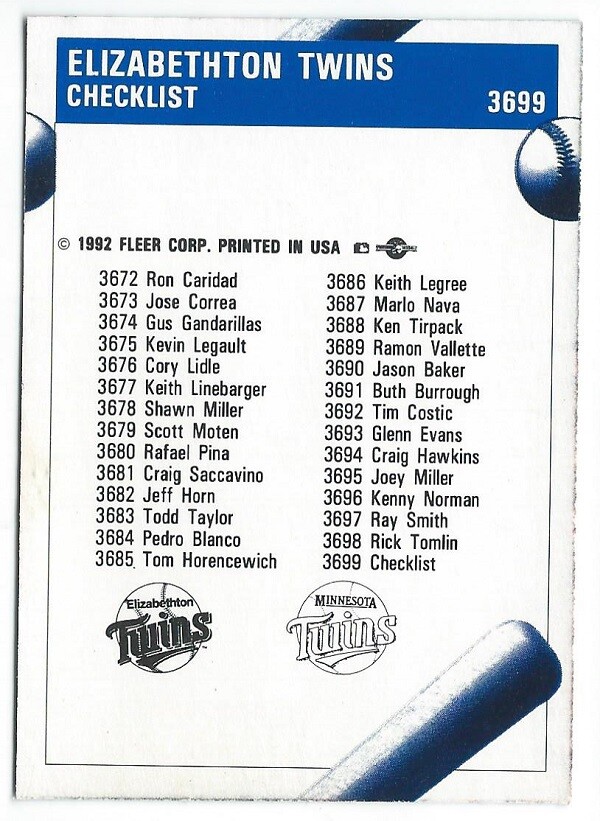 ELIZABETHTON TWINS
CHECKLIST 3699
© 1992 FLEER CORP. PRINTED IN USA
3672 Ron Caridad
3673 Jose Correa
3674 Gus Gandarillas
3675 Kevin Legault
3676 Cory Lidle
3677 Keith Linebarger
3678 Shawn Miller
3679 Scott Moten
3680 Rafael Pina
3681 Craig Saccavino
3682 Jeff Horn
3683 Todd Taylor
3684 Pedro Blanco
3685 Tom Horencewich
3686 Keith Legree
3687 Marlo Nava
3688 Ken Tirpack
3689 Ramon Vallette
3690 Jason Baker
3691 Buth Burrough
3692 Tim Costic
3693 Glenn Evans
3694 Craig Hawkins
3695 Joey Miller
3696 Kenny Norman
3697 Ray Smith
3698 Rick Tomlin
3699 Checklist
Elizabethton
Twins
MINNESOTA
Twins